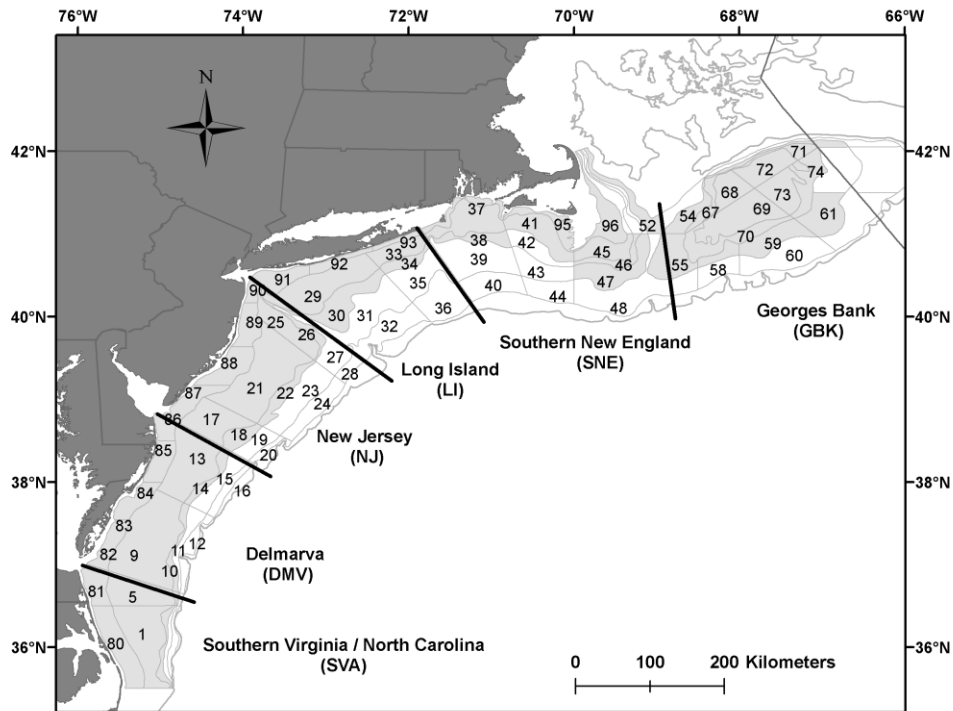 76°W 74°W 72°W 70°W 68°W 66°W
N
42°N
40°N
38°N
36°N
71
72 74
68 73
67 69 61
54
37
41 95 96 52
38 42 70 59
93 45 60
33 39 46 55 58
92 34
91 35 43 47
90 29 40 44 48
36
30 31
89 25 32
26
Georges Bank
(GBK)
Southern New England
(SNE)
27
88 28
Long Island
(LI)
87 21 22 23
24
86 17
18 19
New Jersey
(NJ)
85 13 20
15
84 14 16
83
82 9 11 12
10
Delmarva
(DMV)
81 5
1
80
Southern Virginia / North Carolina
(SVA)
0 100 200 Kilometers